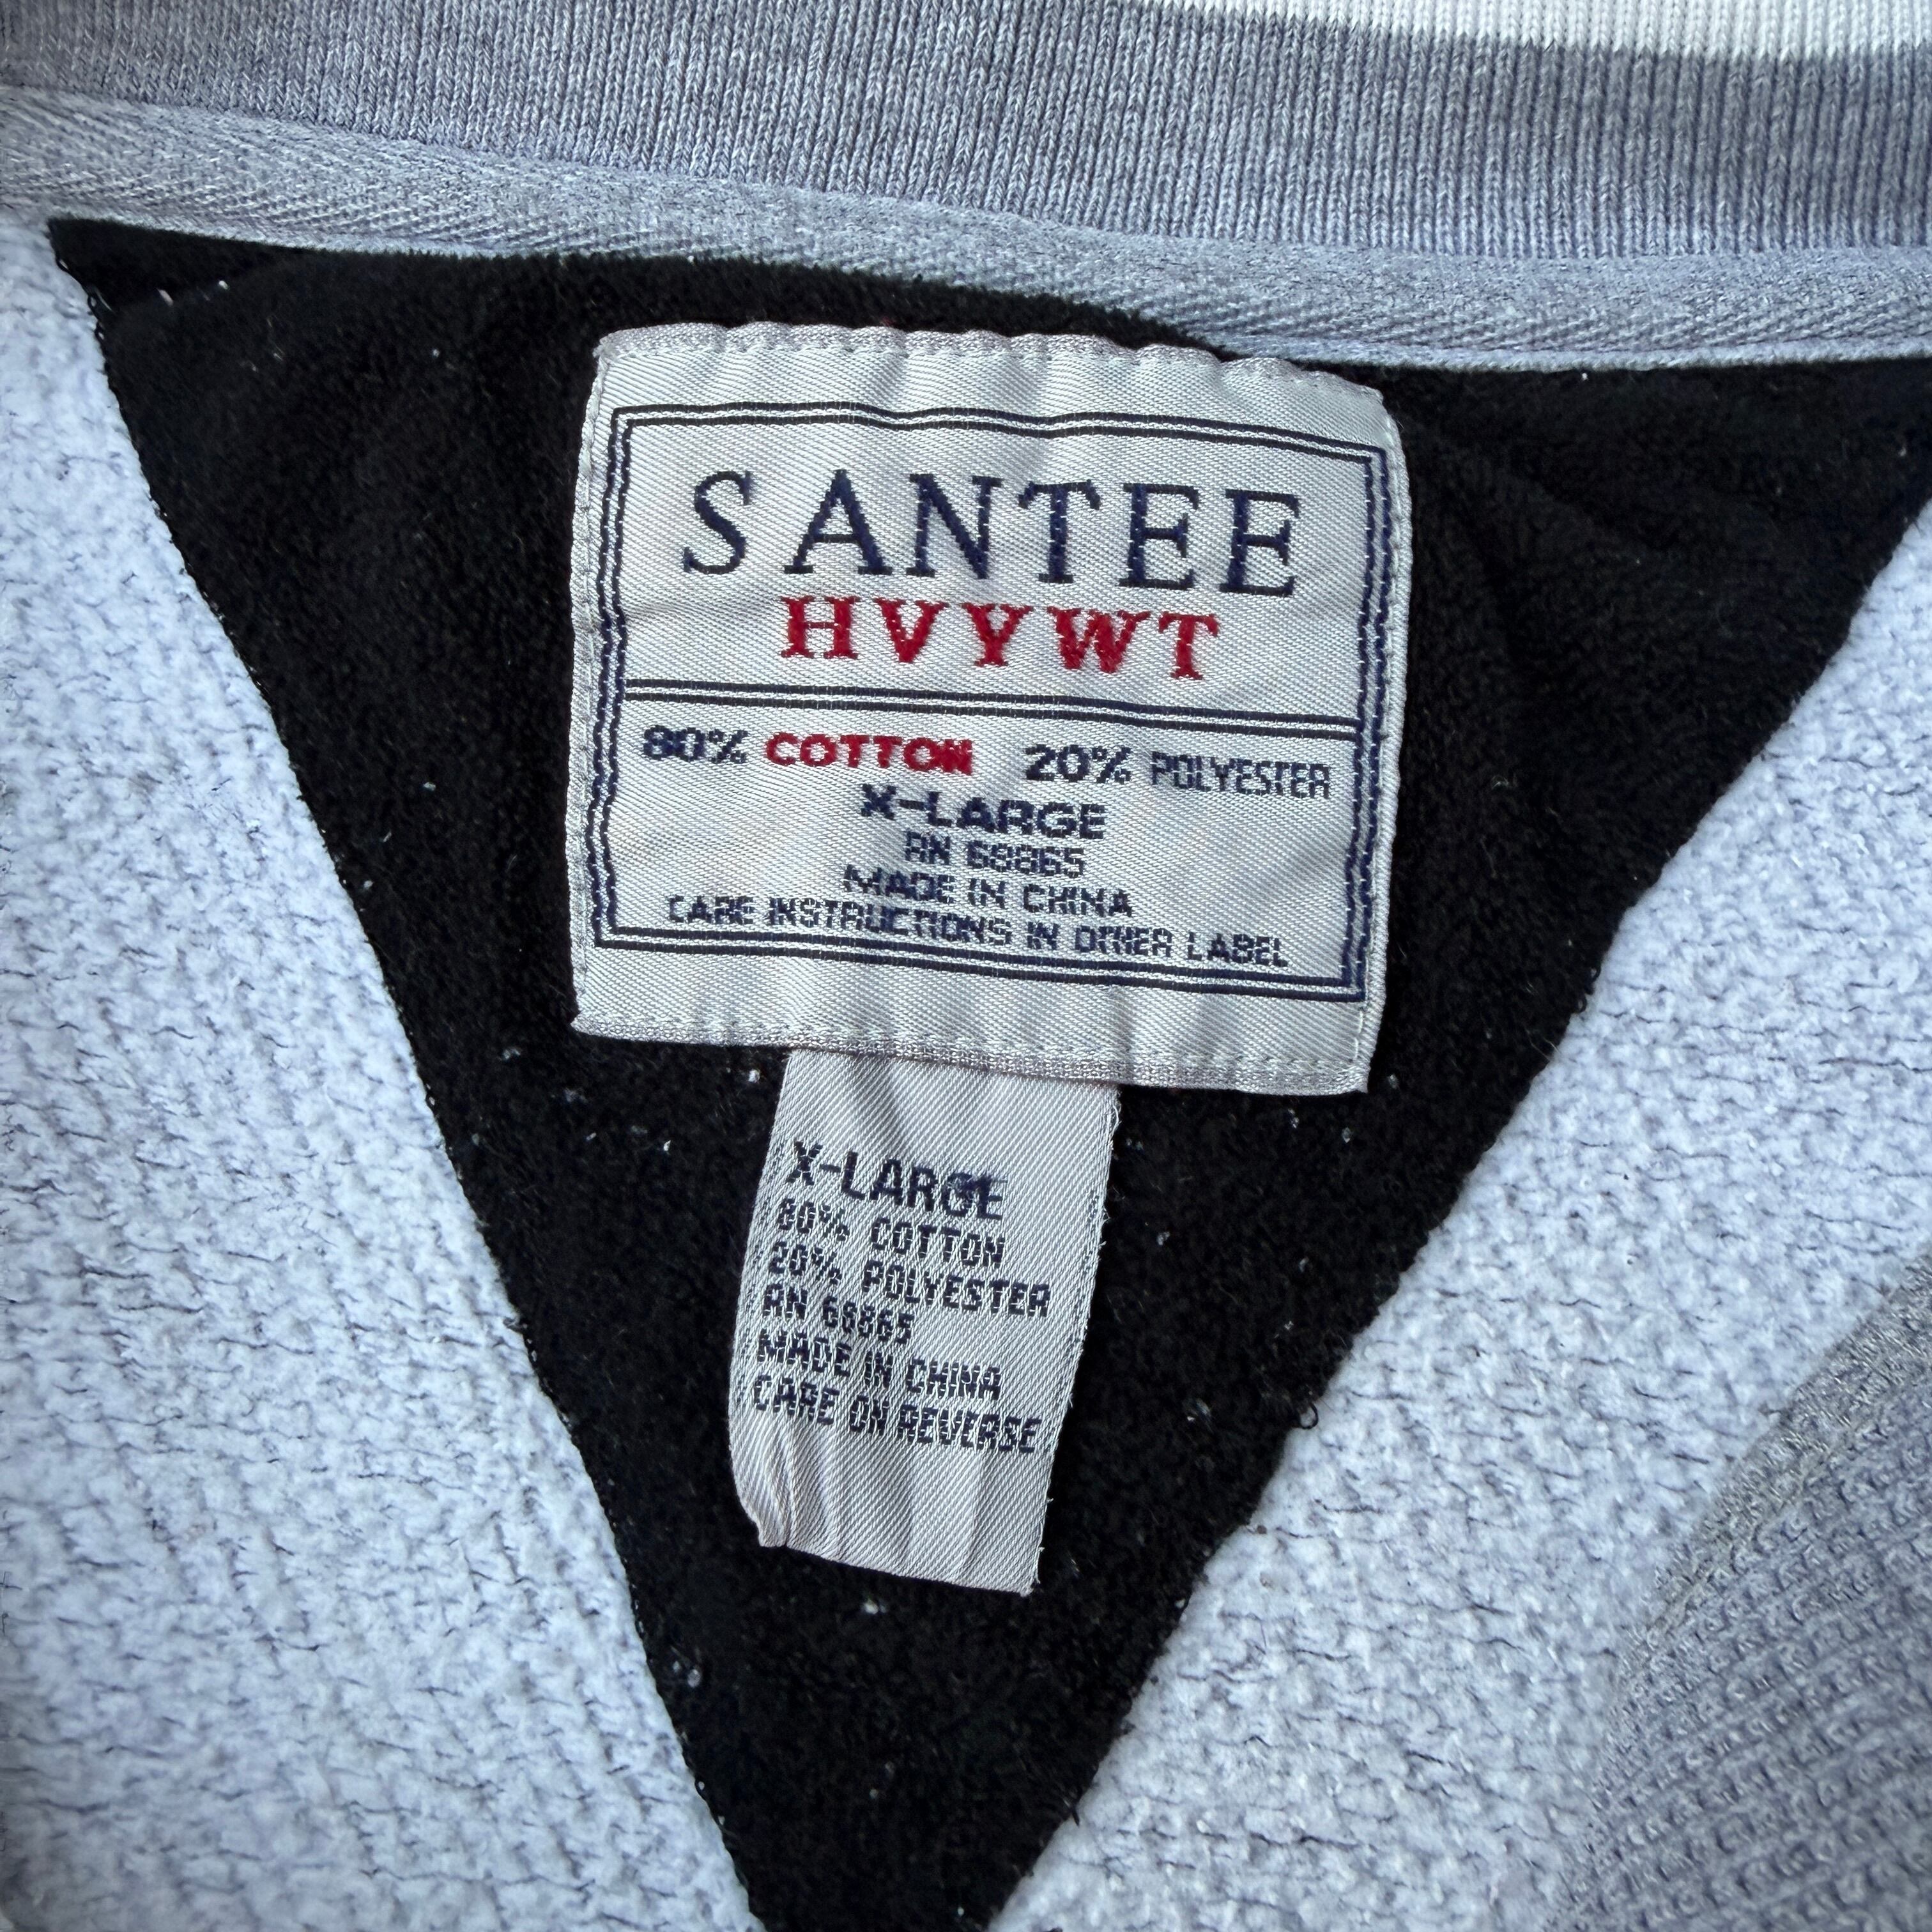 SANTEE
HVYWT
80% COTTON 20% POLYESTER
X-LARGE
RN 68865
MADE IN CHINA
CARE INSTRUCTIONS IN OTHER LABEL
X-LARGE
80% COTTON
20% POLYESTER
RN 68865
MADE IN CHINA
CARE ON REVERSE